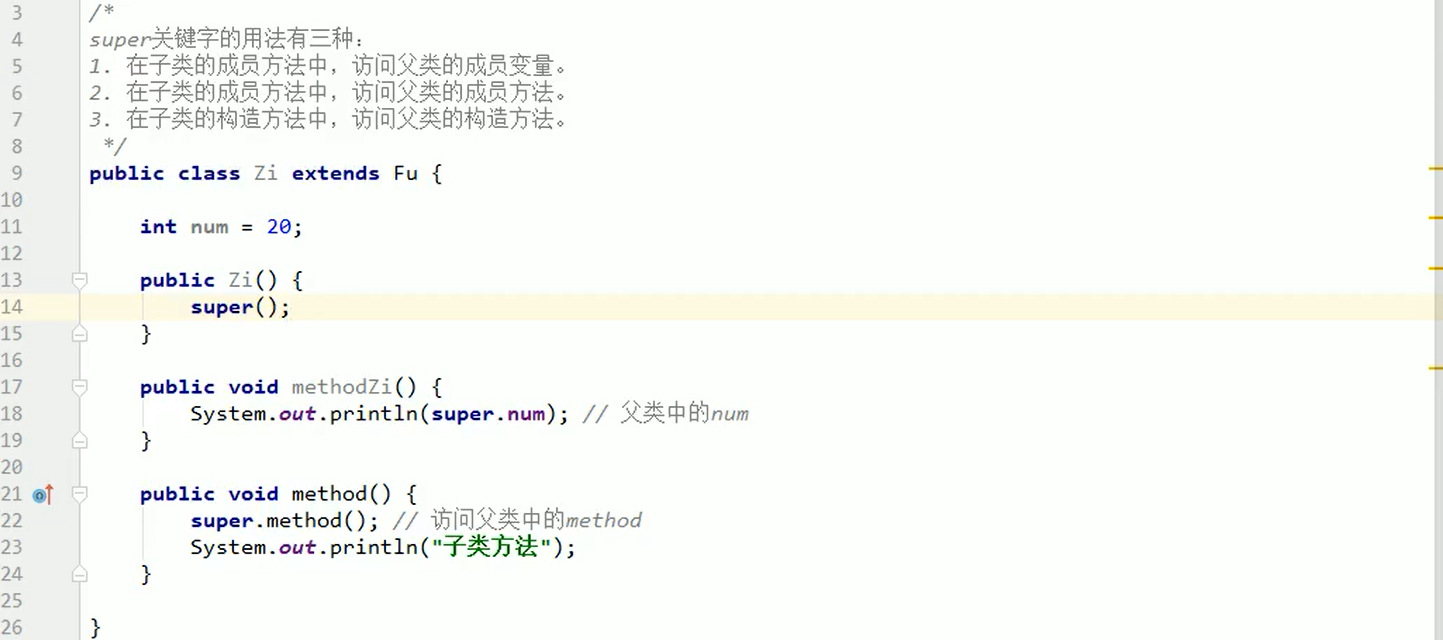 3 /*
4 super关键字的用法有三种：
5 1. 在子类的成员方法中，访问父类的成员变量。
6 2. 在子类的成员方法中，访问父类的成员方法。
7 3. 在子类的构造方法中，访问父类的构造方法。
8 */
9 public class Zi extends Fu {
10
11 int num = 20;
12
13 public Zi() {
14 super();
15 }
16
17 public void methodZi() {
18 System.out.println(super.num); // 父类中的num
19 }
20
21 public void method() {
22 super.method(); // 访问父类中的method
23 System.out.println("子类方法");
24 }
25
26 }